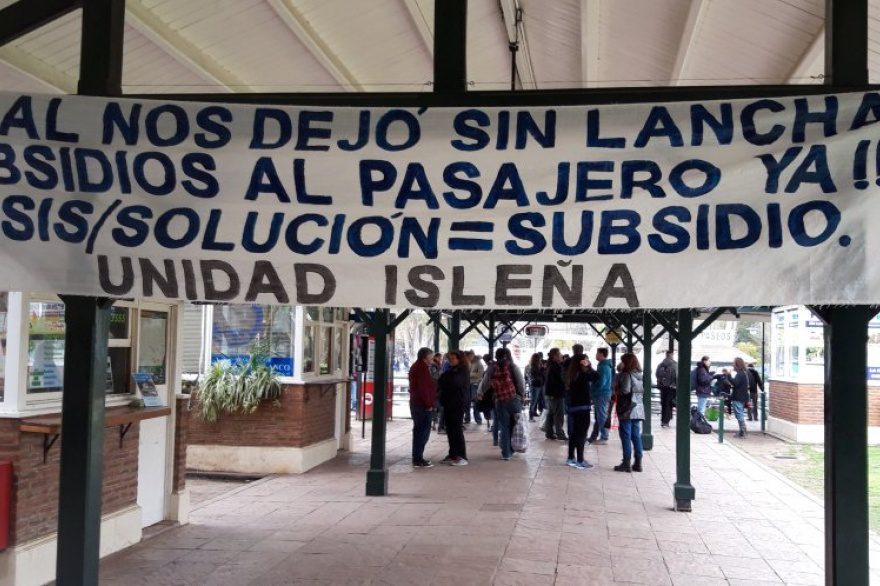 AL NOS DEJÓ SIN LANCHA
BSIDIOS AL PASAJERO YA!!
SIS/SOLUCIÓN=SUBSIDIO.
UNIDAD ISLEÑA